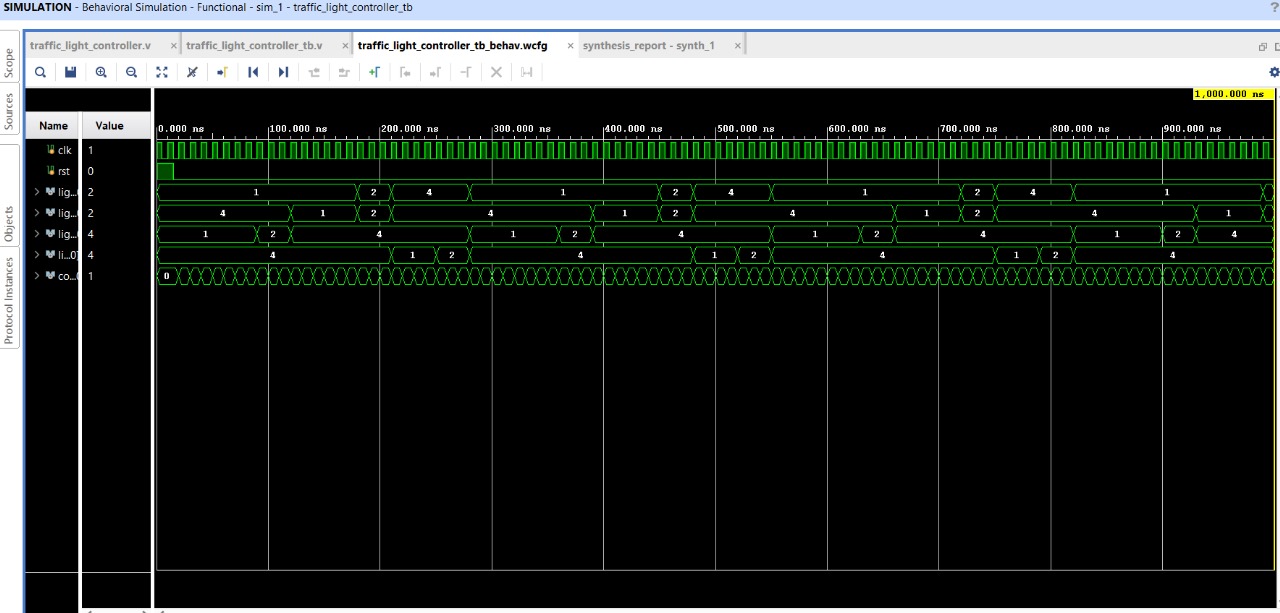 SIMULATION - Behavioral Simulation - Functional - sim_1 - traffic_light_controller_tb
?
traffic_light_controller.v × traffic_light_controller_tb.v × traffic_light_controller_tb_behav.wcfg × synthesis_report - synth_1 ×
Scope
Sources
Objects
Protocol Instances
1,000.000 ns
Name Value
0.000 ns 100.000 ns 200.000 ns 300.000 ns 400.000 ns 500.000 ns 600.000 ns 700.000 ns 800.000 ns 900.000 ns
clk 1
rst 0
lig... 2 1 2 4 1 2 4 1 2 4 1
lig... 2 4 1 2 4 1 2 4 1 2 4 1
lig... 4 1 2 4 1 2 4 1 2 4 1 2 4
li...0] 4 4 1 2 4 1 2 4 1 2 4
co... 1 0